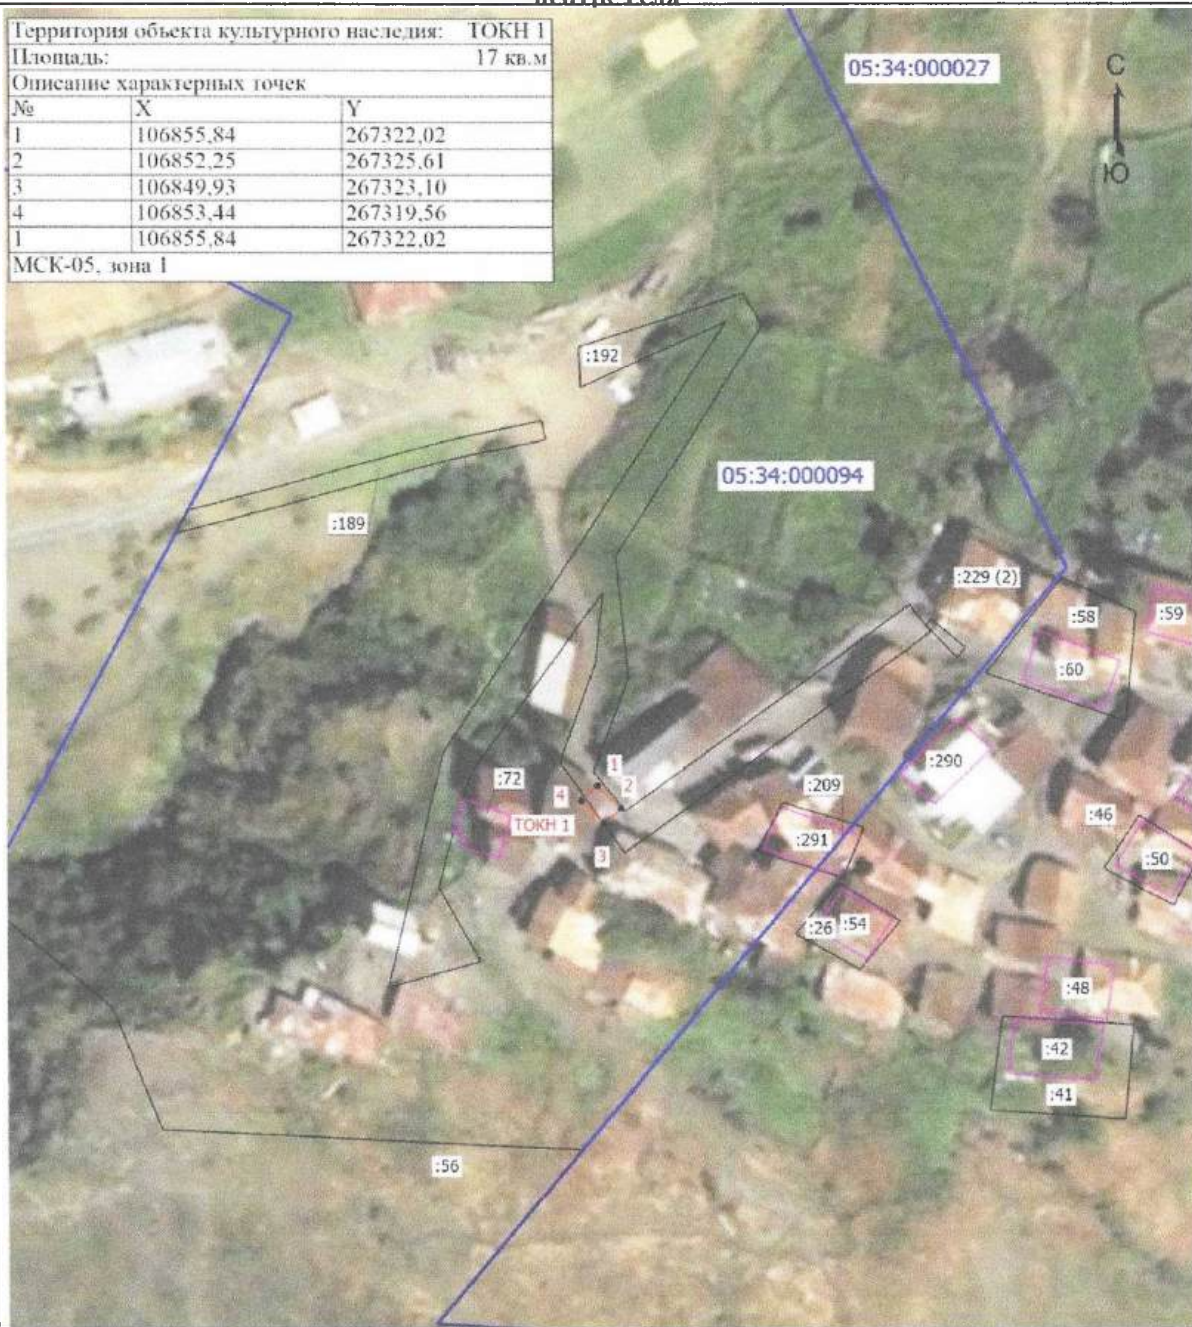 Территория объекта культурного наследия: ТОКН 1
Площадь: 17 кв.м
Описание характерных точек
№ X Y
1 106855,84 267322,02
2 106852,25 267325,61
3 106849,93 267323,10
4 106853,44 267319,56
1 106855,84 267322,02
МСК-05, зона 1
05:34:000027
С
Ю
:192
05:34:000094
:189
:229 (2)
:58
:59
:60
:290
1
:72
2
:209
4
ТОКН 1
:46
:291
3
:50
:26
:54
:48
:42
:41
:56